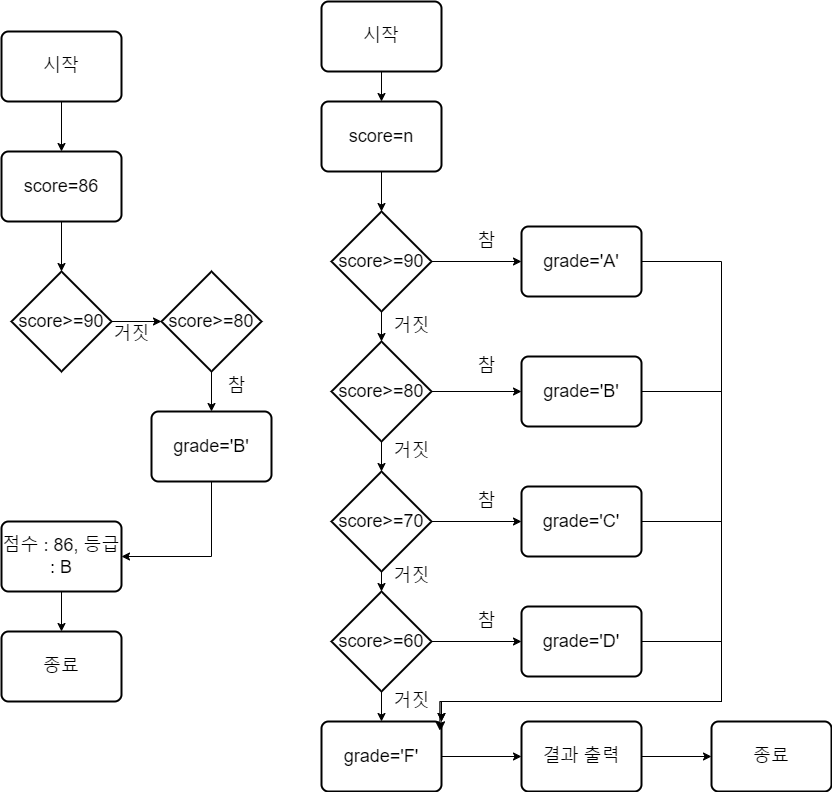 시작
score=86
score>=90
거짓
score>=80
참
grade='B'
점수 : 86, 등급
: B
종료
시작
score=n
score>=90
참
grade='A'
거짓
score>=80
참
grade='B'
거짓
score>=70
참
grade='C'
거짓
score>=60
참
grade='D'
거짓
grade='F'
결과 출력
종료